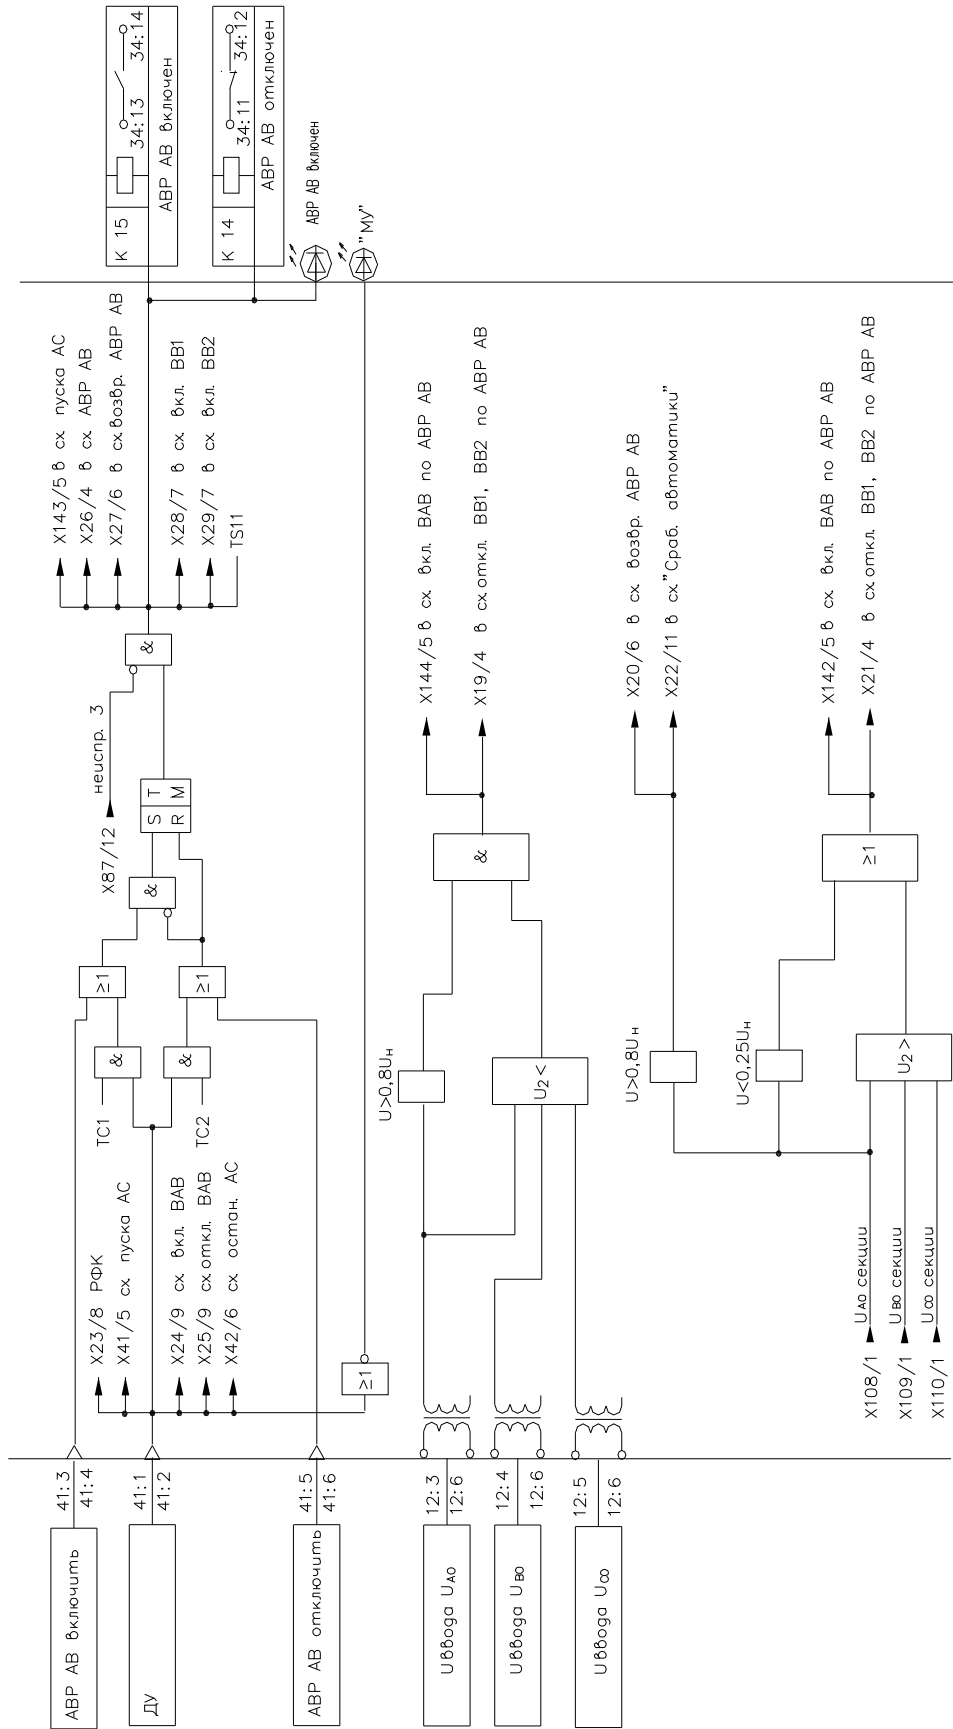 АВР АВ включить
41:3
41:4
X23/8 РФК
X41/5 сх. пуска АС
TC1
&
≥1
ДУ
41:1
41:2
X24/9 сх. вкл. ВАВ
X25/9 сх. откл. ВАВ
X42/6 сх. остан. АС
TC2
&
≥1
&
S T
R M
X87/12
неиспр. 3
&
X143/5 в сх. пуска АС
X26/4 в сх. АВР АВ
X27/6 в сх. возвр. АВР АВ
X28/7 в сх. вкл. ВВ1
X29/7 в сх. вкл. ВВ2
TS11
К 15
34:13
34:14
АВР АВ включен
К 14
34:11
34:12
АВР АВ отключен
АВР АВ включен
АВР АВ отключить
41:5
41:6
≥1
"МУ"
Uввода UАО
12:3
12:6
U>0,8Uн
Uввода UВО
12:4
12:6
U2<
Uввода UСО
12:5
12:6
&
X144/5 в сх. вкл. ВАВ по АВР АВ
X19/4 в сх. откл. ВВ1, ВВ2 по АВР АВ
U>0,8Uн
X20/6 в сх. возвр. АВР АВ
X22/11 в сх."Сраб. автоматики"
U<0,25Uн
X108/1
UАО секции
X109/1
UВО секции
X110/1
UСО секции
U2>
≥1
X142/5 в сх. вкл. ВАВ по АВР АВ
X21/4 в сх. откл. ВВ1, ВВ2 по АВР АВ